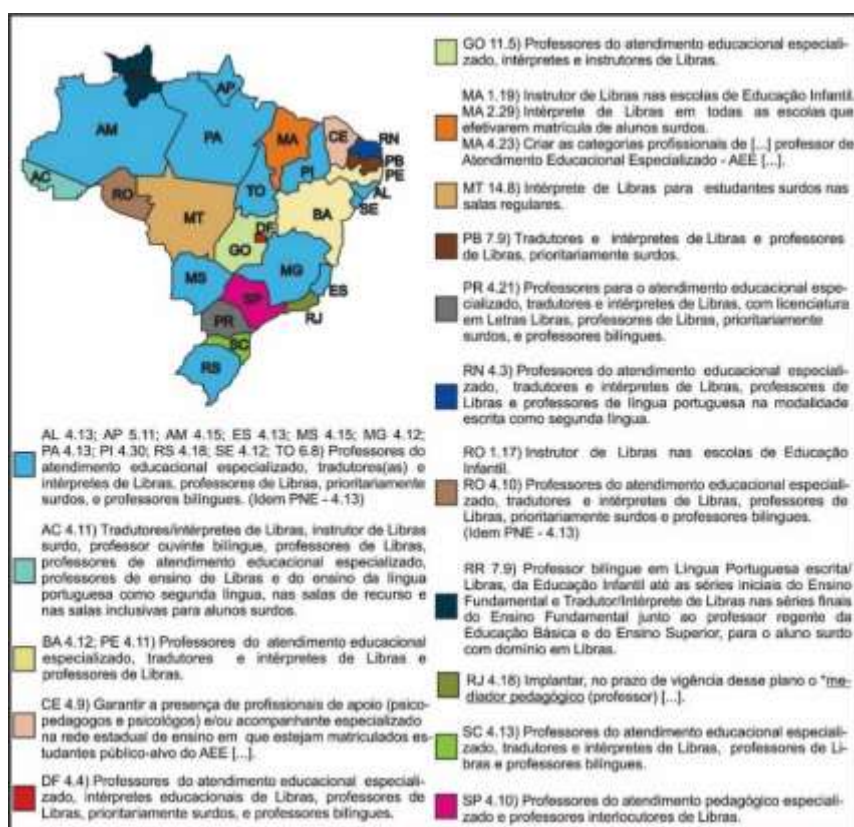 AP
AM
PA
MA
CE
RN
PB
PE
PI
AC
TO
AL
SE
RO
BA
MT
DF
GO
MG
MS
ES
SP
RJ
PR
SC
RS
AL 4.13; AP 5.11; AM 4.15; ES 4.13; MS 4.15; MG 4.12;
PA 4.13; PI 4.30; RS 4.18; SE 4.12; TO 6.8) Professores do
atendimento educacional especializado, tradutores(as) e
intérpretes de Libras, professores de Libras, prioritariamente
surdos, e professores bilíngues. (Idem PNE - 4.13)
AC 4.11) Tradutores/intérpretes de Libras, instrutor de Libras
surdo, professor ouvinte bilíngue, professores de Libras,
professores de atendimento educacional especializado,
professores de ensino de Libras e do ensino da língua
portuguesa como segunda língua, nas salas de recurso e
nas salas inclusivas para alunos surdos.
BA 4.12; PE 4.11) Professores do atendimento educacional
especializado, tradutores e intérpretes de Libras e
professores de Libras.
CE 4.9) Garantir a presença de profissionais de apoio (psico-
pedagogos e psicológos) e/ou acompanhante especializado
na rede estadual de ensino em que estejam matriculados es-
tudantes público-alvo do AEE [...].
DF 4.4) Professores do atendimento educacional especiali-
zado, intérpretes educacionais de Libras, professores de
Libras, prioritariamente surdos, e professores bilíngues.
GO 11.5) Professores do atendimento educacional especiali-
zado, intérpretes e instrutores de Libras.
MA 1.19) Instrutor de Libras nas escolas de Educação Infantil.
MA 2.29) Intérprete de Libras em todas as escolas que
efetivarem matrícula de alunos surdos.
MA 4.23) Criar as categorias profissionais de [...] professor de
Atendimento Educacional Especializado - AEE [...].
MT 14.8) Intérprete de Libras para estudantes surdos nas
salas regulares.
PB 7.9) Tradutores e intérpretes de Libras e professores
de Libras, prioritariamente surdos.
PR 4.21) Professores para o atendimento educacional espe-
cializado, tradutores e intérpretes de Libras, com licenciatura
em Letras Libras, professores de Libras, prioritariamente
surdos, e professores bilíngues.
RN 4.3) Professores do atendimento educacional especiali-
zado, tradutores e intérpretes de Libras, professores de
Libras e professores de língua portuguesa na modalidade
escrita como segunda língua.
RO 1.17) Instrutor de Libras nas escolas de Educação
Infantil.
RO 4.10) Professores do atendimento educacional especiali-
zado, tradutores e intérpretes de Libras, professores de
Libras, prioritariamente surdos e professores bilíngues.
(Idem PNE - 4.13)
RR 7.9) Professor bilíngue em Língua Portuguesa escrita/
Libras, da Educação Infantil até as séries iniciais do Ensino
Fundamental e Tradutor/Intérprete de Libras nas séries finais
do Ensino Fundamental junto ao professor regente da
Educação Básica e do Ensino Superior, para o aluno surdo
com domínio em Libras.
RJ 4.18) Implantar, no prazo de vigência desse plano o "me-
diador pedagógico (professor) [...].
SC 4.13) Professores do atendimento educacional especiali-
zado, tradutores e intérpretes de Libras, professores de Li-
bras e professores bilíngues.
SP 4.10) Professores do atendimento pedagógico especiali-
zado e professores interlocutores de Libras.